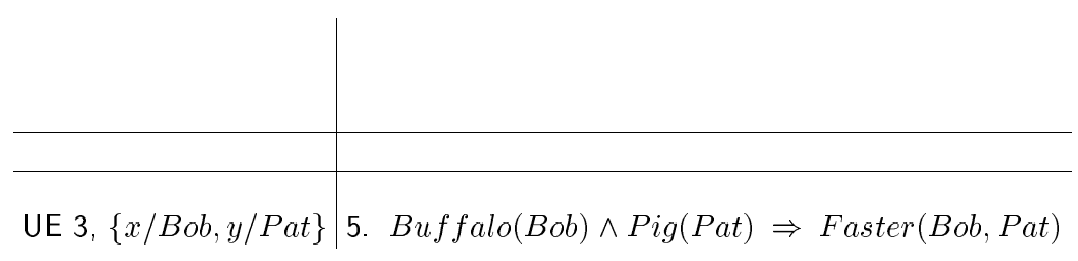 UE 3, {x/Bob, y/Pat} 5. Buffalo(Bob) ∧ Pig(Pat) ⇒ Faster(Bob, Pat)